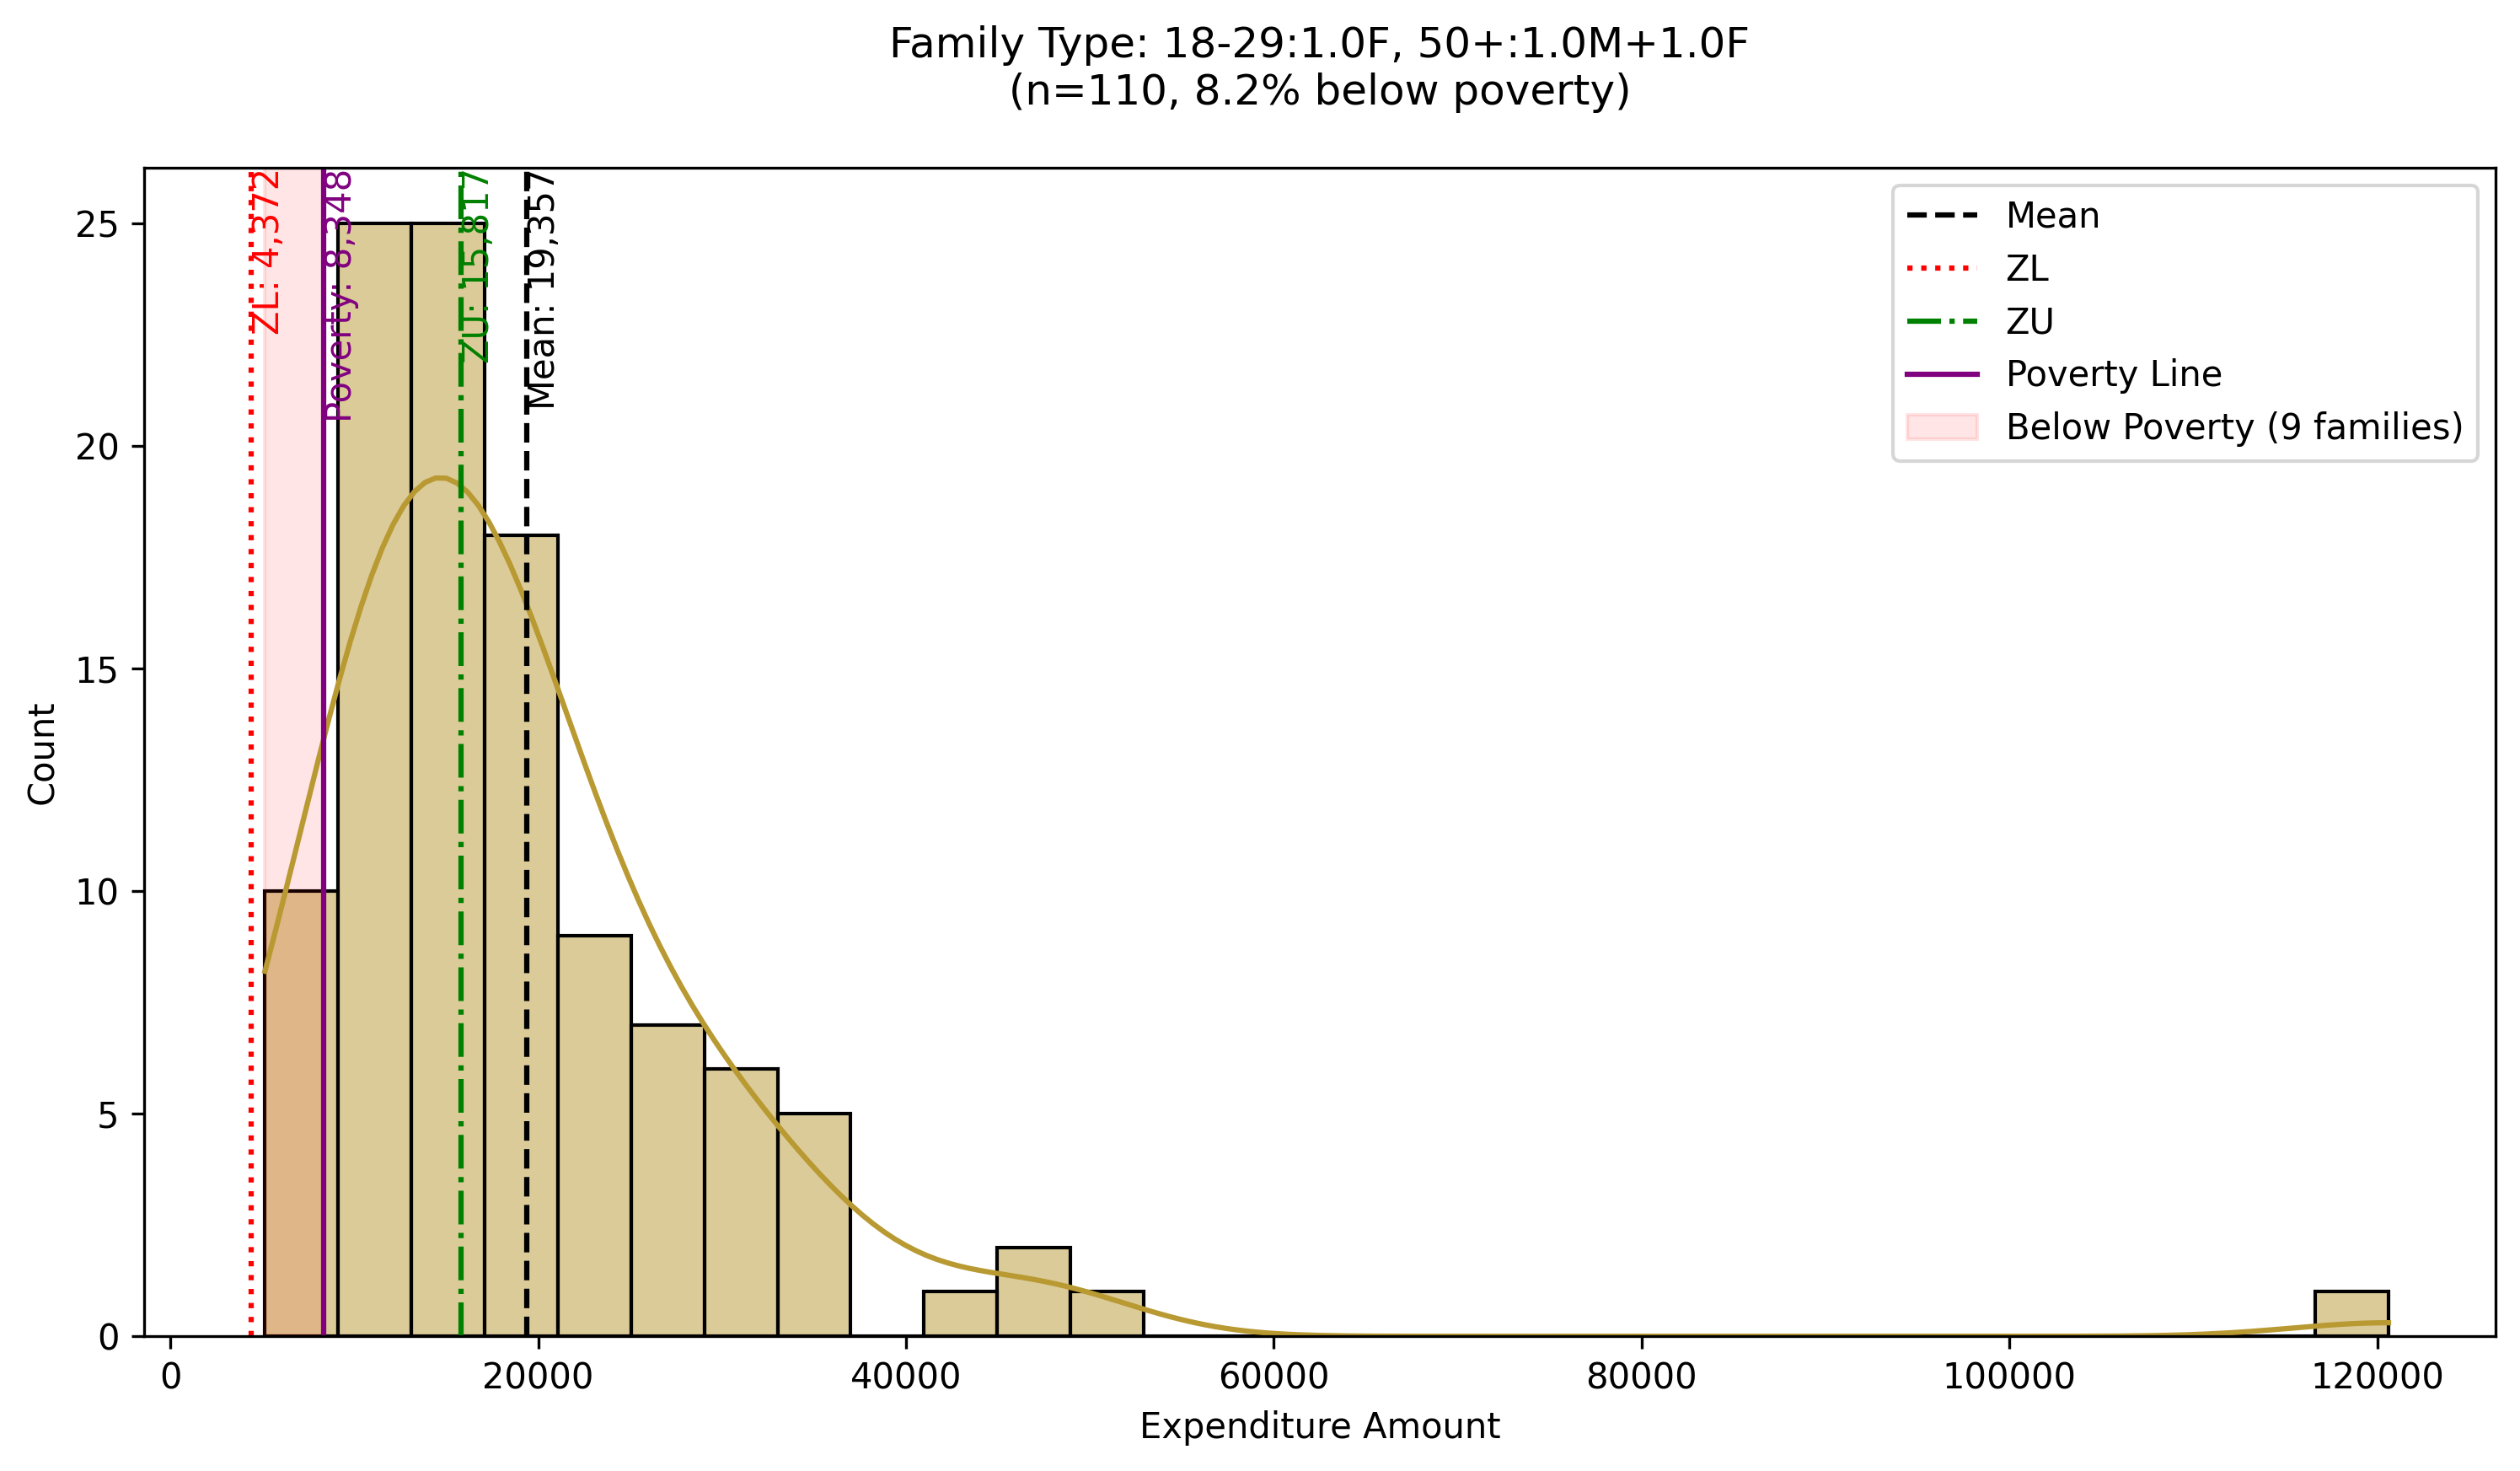 Family Type: 18-29:1.0F, 50+:1.0M+1.0F
(n=110, 8.2% below poverty)
ZL: 4,372
Poverty: 8,348
ZU: 15,817
Mean: 19,357
Mean
ZL
ZU
Poverty Line
Below Poverty (9 families)
25
20
15
10
5
0
Count
0
20000
40000
60000
80000
100000
120000
Expenditure Amount